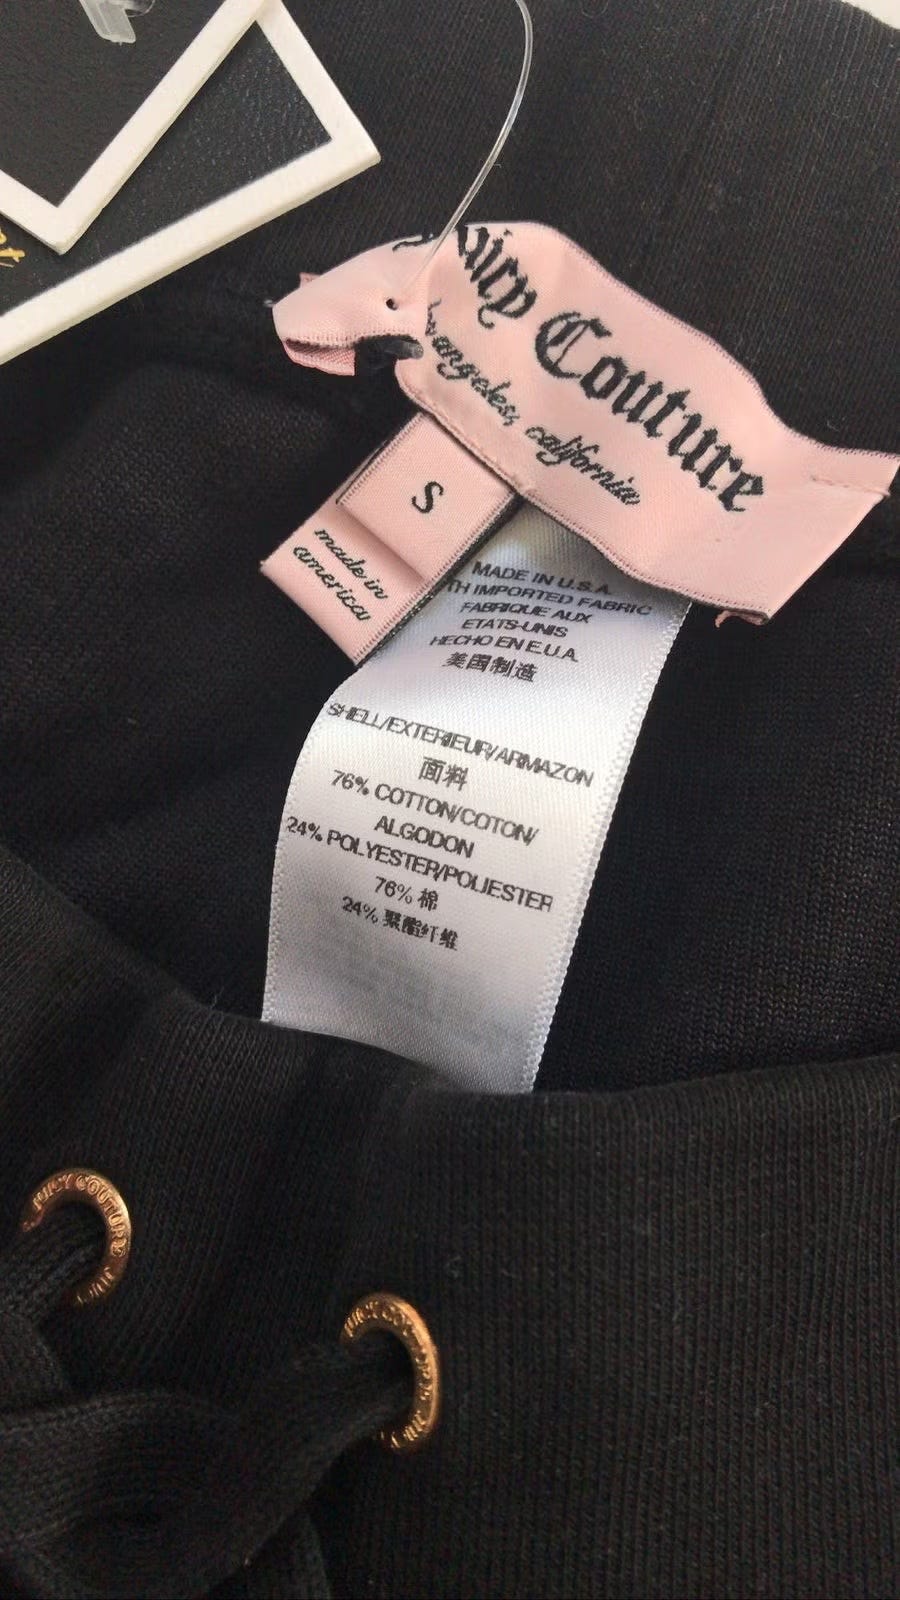 Juicy Couture
los angeles, california
S
made in
america
MADE IN U.S.A.
TH IMPORTED FABRIC
FABRIQUE AUX
ETATS-UNIS
HECHO EN E.U.A.
美国制造
SHELL/EXTERIEUR/ARMAZON
面料
76% COTTON/COTON/
ALGODON
24% POLYESTER/POLIESTER
76% 棉
24% 聚酯纤维
JUICY COUTURE
JUICY COUTURE